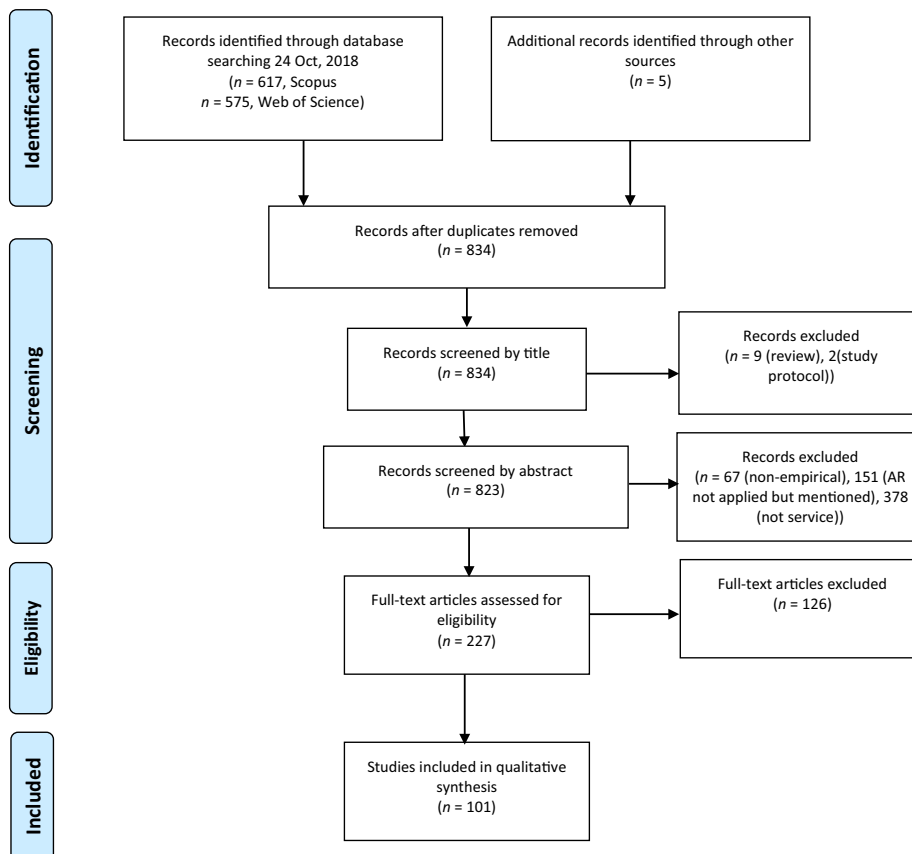 Identification
Records identified through database
searching 24 Oct, 2018
(n = 617, Scopus
n = 575, Web of Science)
Additional records identified through other
sources
(n = 5)
Records after duplicates removed
(n = 834)
Screening
Records screened by title
(n = 834)
Records excluded
(n = 9 (review), 2(study
protocol))
Records screened by abstract
(n = 823)
Records excluded
(n = 67 (non-empirical), 151 (AR
not applied but mentioned), 378
(not service))
Eligibility
Full-text articles assessed for
eligibility
(n = 227)
Full-text articles excluded
(n = 126)
Included
Studies included in qualitative
synthesis
(n = 101)